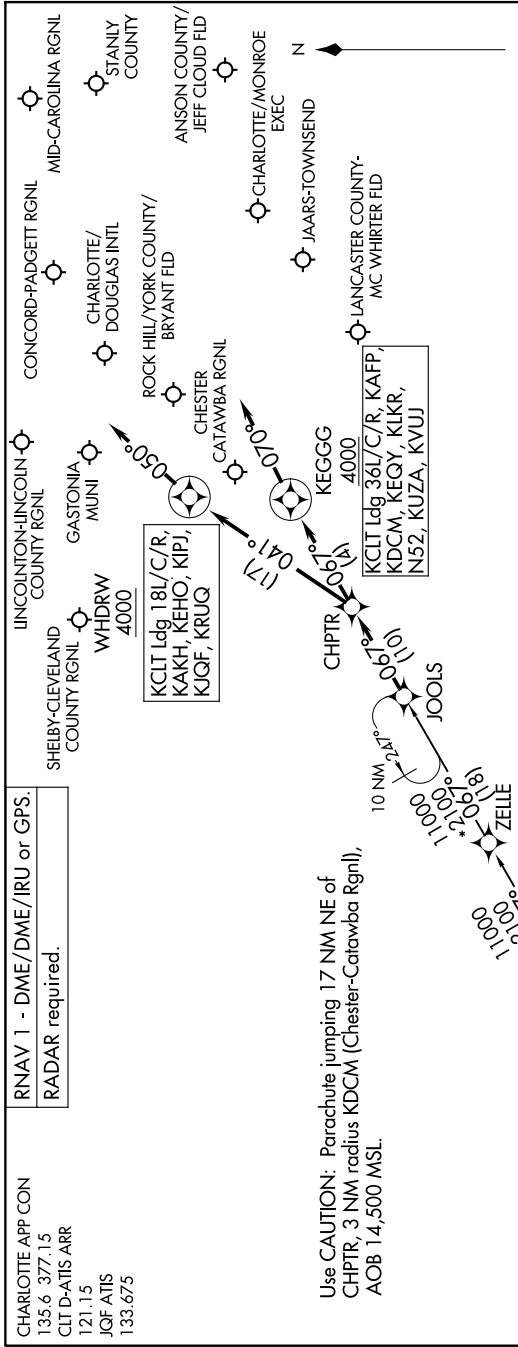 CHARLOTTE APP CON
135.6 377.15
CLT D-ATIS ARR
121.15
JQF ATIS
133.675
RNAV 1 - DME/DME/IRU or GPS.
RADAR required.
LINCOLNTON-LINCOLN
COUNTY RGNL
CONCORD-PADGETT RGNL
MID-CAROLINA RGNL
STANLY
COUNTY
SHELBY-CLEVELAND
COUNTY RGNL
GASTONIA
MUNI
CHARLOTTE/
DOUGLAS INTL
ANSON COUNTY/
JEFF CLOUD FLD
WHDRW
4000
050°
ROCK HILL/YORK COUNTY/
BRYANT FLD
CHARLOTTE/MONROE
EXEC
N
KCLT Ldg 18L/C/R,
KAKH, KEHO, KIPJ,
KJQF, KRUQ
CHESTER
CATAWBA RGNL
JAARS-TOWNSEND
041°
(17)
070°
KEGGG
4000
LANCASTER COUNTY-
MC WHIRTER FLD
KCLT Ldg 36L/C/R, KAFP,
KDCM, KEQY, KLKR,
N52, KUZA, KVUJ
067°
(4)
CHPTR
067°
(10)
JOOLS
10 NM
247°
11000
*2100
067°
(18)
ZELLE
11000
Use CAUTION: Parachute jumping 17 NM NE of
CHPTR, 3 NM radius KDCM (Chester-Catawba Rgnl),
AOB 14,500 MSL.